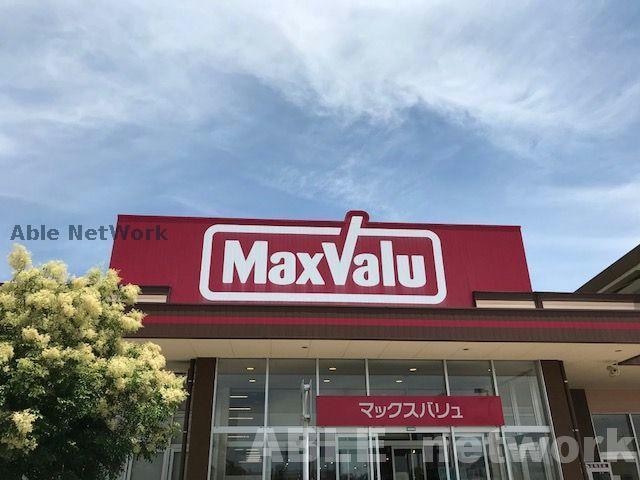 Able NetWork
MaxValu
マックスバリュ
ABLE network